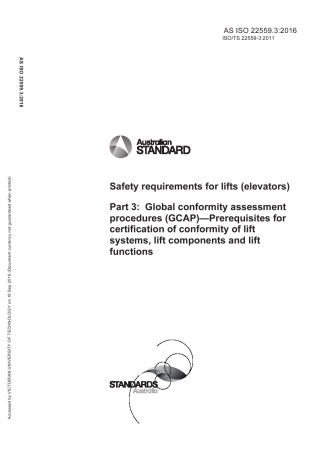 AS ISO 22559.3:2016
ISO/TS 22559-3:2011
AS ISO 22559.3:2016
Australian
STANDARD
Safety requirements for lifts (elevators)
Part 3: Global conformity assessment
procedures (GCAP)—Prerequisites for
certification of conformity of lift
systems, lift components and lift
functions
Accessed by VICTORIAN UNIVERSITY OF TECHNOLOGY on 16 Sep 2016 (Document currency not guaranteed when printed)
STANDARDS
Australia